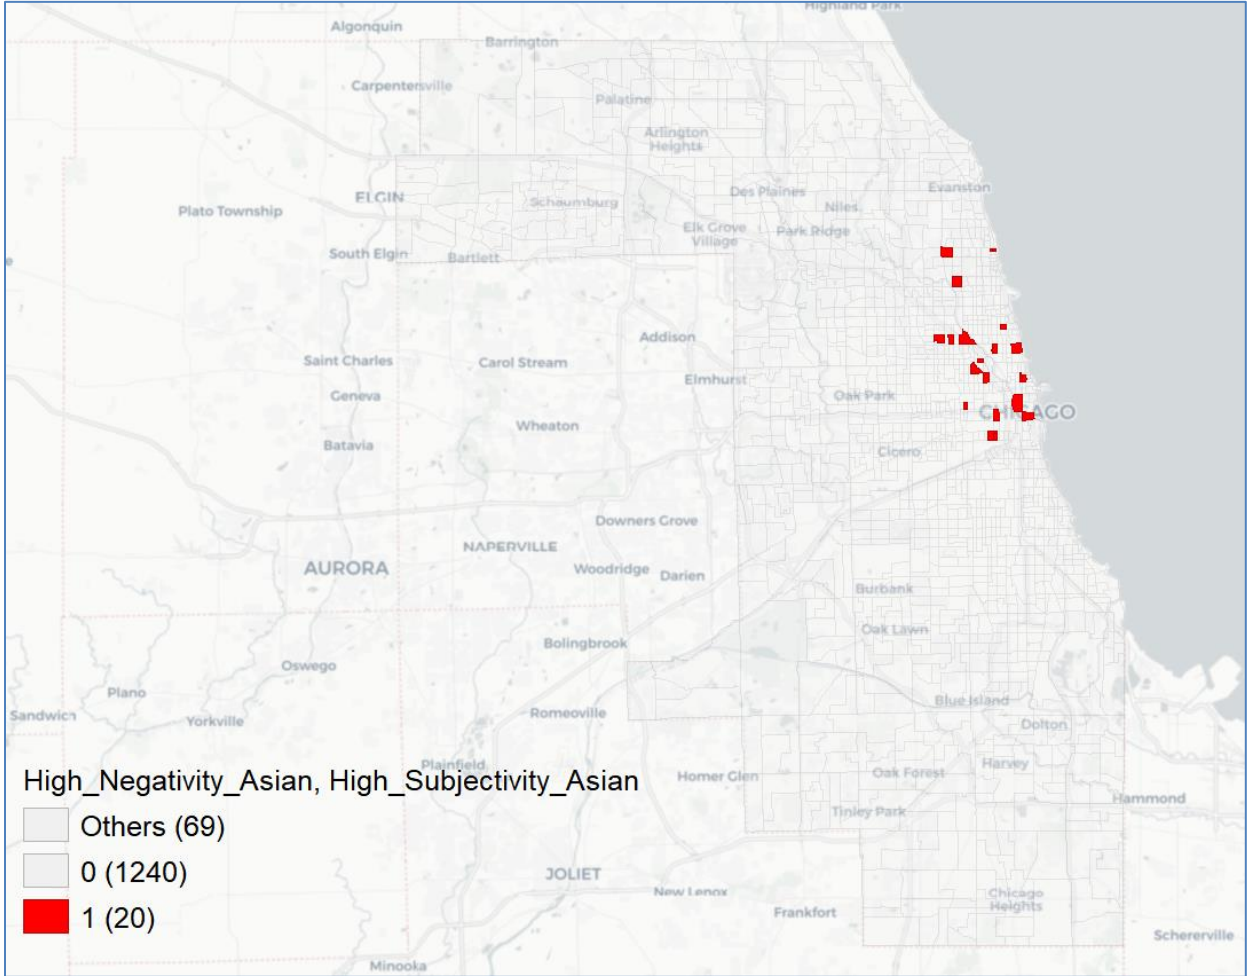 Highland Park
Algonquin
Barrington
Carpentersville
Palatine
Arlington
Heights
Des Plaines
Evanston
ELGIN
Schaumburg
Niles
Plato Township
Elk Grove
Village
Park Ridge
South Elgin
Bartlett
Addison
Saint Charles
Carol Stream
Elmhurst
Geneva
Oak Park
CHICAGO
Wheaton
Batavia
Cicero
Downers Grove
NAPERVILLE
AURORA
Woodridge
Darien
Burbank
Oak Lawn
Bolingbrook
Oswego
Plano
Blue Island
Sandwich
Yorkville
Romeoville
Dolton
Plainfield
Harvey
High_Negativity_Asian, High_Subjectivity_Asian
Homer Glen
Oak Forest
Hammond
Others (69)
Tinley Park
0 (1240)
JOLIET
New Lenox
Chicago
Heights
1 (20)
Frankfort
Schererville
Minooka